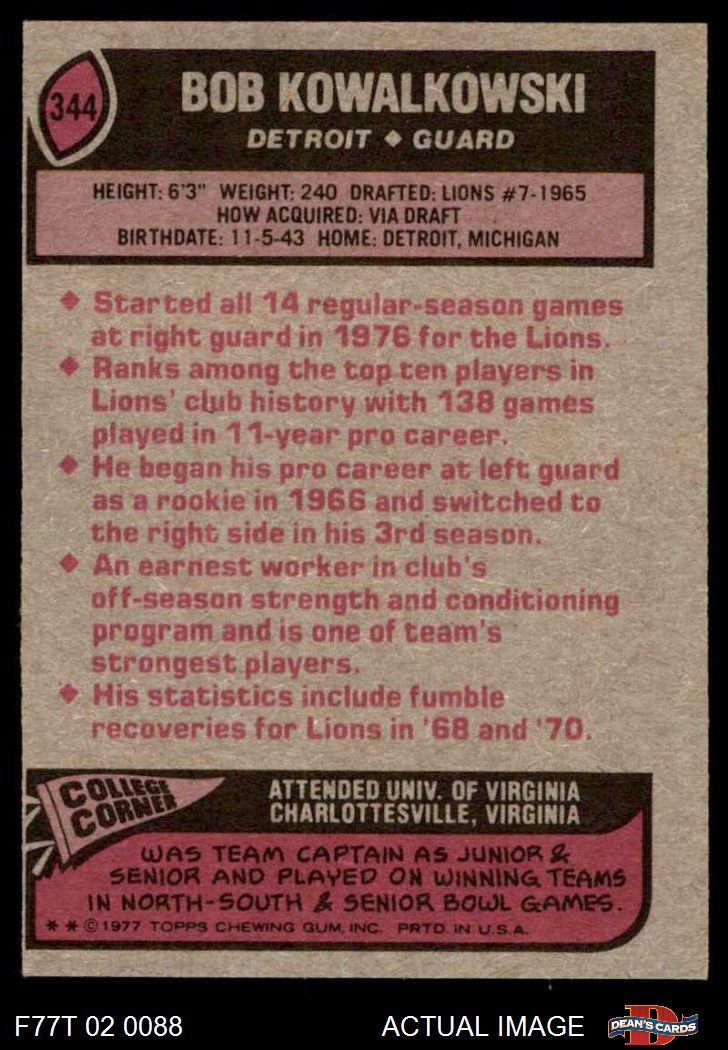 344
BOB KOWALKOWSKI
DETROIT ◆ GUARD
HEIGHT: 6'3" WEIGHT: 240 DRAFTED: LIONS #7-1965
HOW ACQUIRED: VIA DRAFT
BIRTHDATE: 11-5-43 HOME: DETROIT, MICHIGAN
◆ Started all 14 regular-season games
at right guard in 1976 for the Lions.
◆ Ranks among the top ten players in
Lions' club history with 138 games
played in 11-year pro career.
◆ He began his pro career at left guard
as a rookie in 1966 and switched to
the right side in his 3rd season.
◆ An earnest worker in club's
off-season strength and conditioning
program and is one of team's
strongest players.
◆ His statistics include fumble
recoveries for Lions in '68 and '70.
COLLEGE
CORNER
ATTENDED UNIV. OF VIRGINIA
CHARLOTTESVILLE, VIRGINIA
WAS TEAM CAPTAIN AS JUNIOR &
SENIOR AND PLAYED ON WINNING TEAMS
IN NORTH-SOUTH & SENIOR BOWL GAMES.
* * © 1977 TOPPS CHEWING GUM, INC. PRTD. IN U.S.A.
F77T 02 0088
ACTUAL IMAGE
D
DEAN'S CARDS